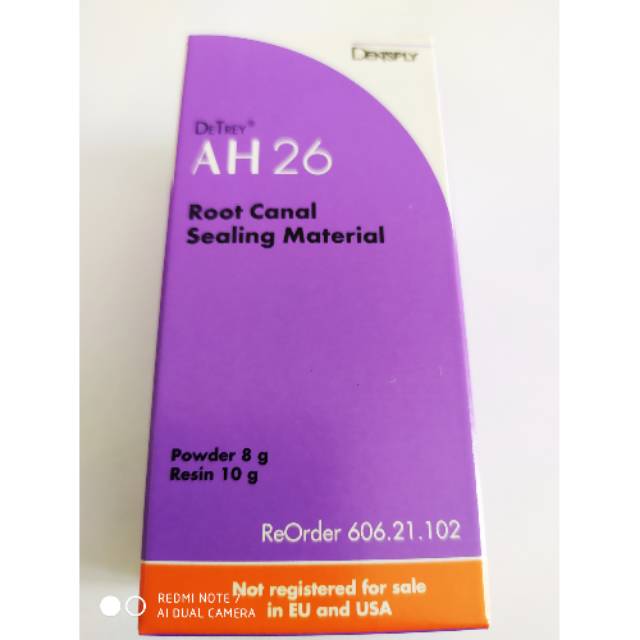 DENTSPLY
DeTrey®
AH 26
Root Canal
Sealing Material
Powder 8 g
Resin 10 g
ReOrder 606.21.102
Not registered for sale
in EU and USA
REDMI NOTE 7
AI DUAL CAMERA